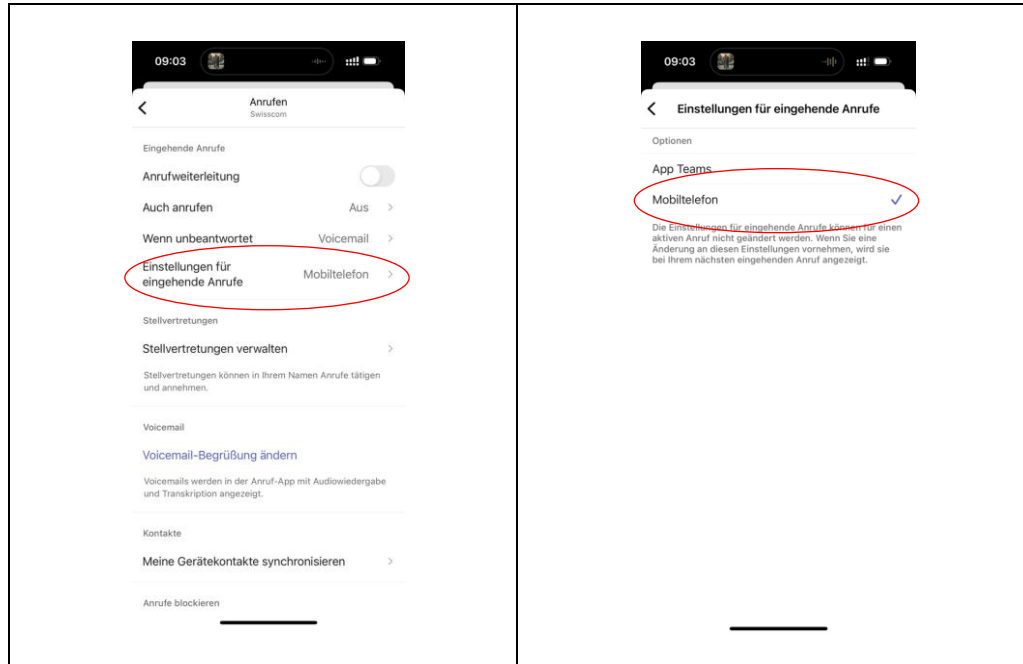 09:03
Anrufen
Swisscom
Eingehende Anrufe
Anrufweiterleitung
Auch anrufen Aus
Wenn unbeantwortet Voicemail
Einstellungen für
eingehende Anrufe Mobiltelefon
Stellvertretungen
Stellvertretungen verwalten
Stellvertretungen können in Ihrem Namen Anrufe tätigen
und annehmen.
Voicemail
Voicemail-Begrüßung ändern
Voicemails werden in der Anruf-App mit Audiowiedergabe
und Transkription angezeigt.
Kontakte
Meine Gerätekontakte synchronisieren
Anrufe blockieren
09:03
Einstellungen für eingehende Anrufe
Optionen
App Teams
Mobiltelefon
Die Einstellungen für eingehende Anrufe können für einen
aktiven Anruf nicht geändert werden. Wenn Sie eine
Änderung an diesen Einstellungen vornehmen, wird sie
bei Ihrem nächsten eingehenden Anruf angezeigt.